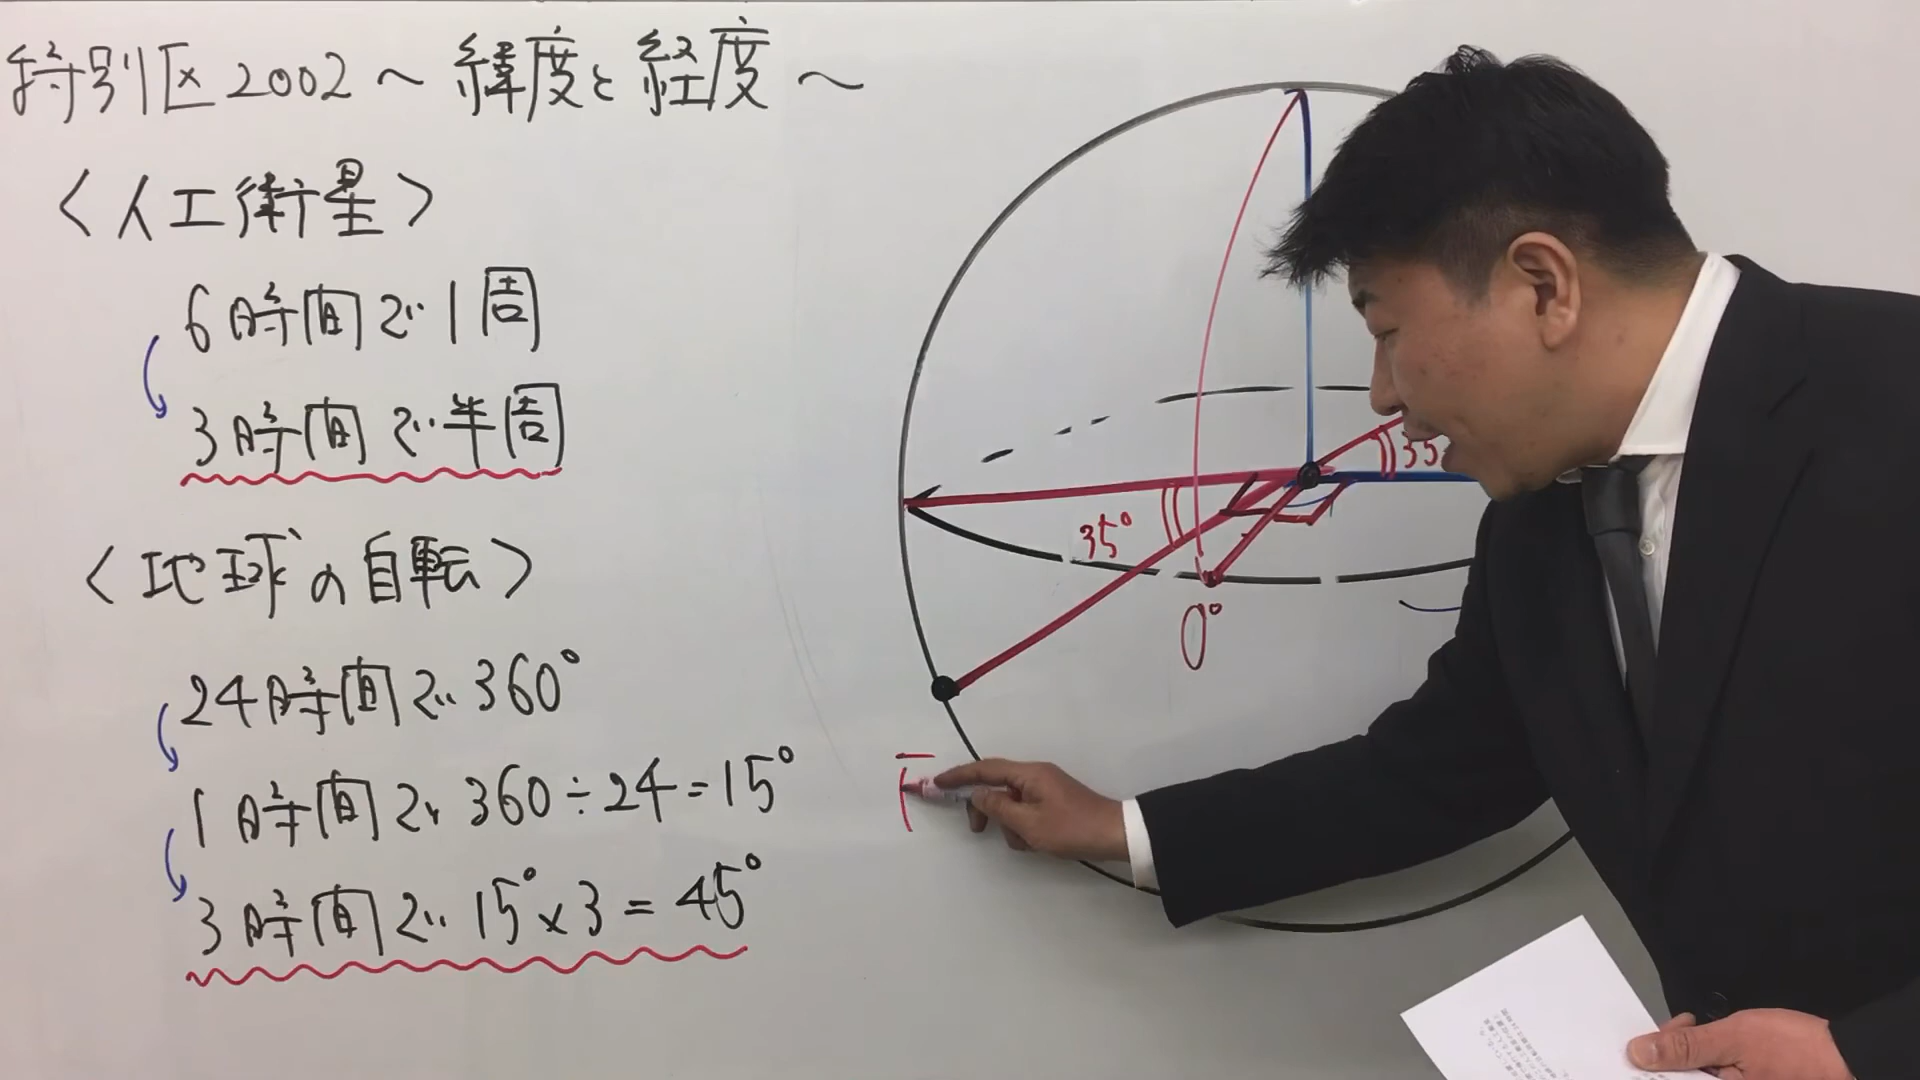 特別区2002～緯度と経度～
〈人工衛星〉
6時間で1周
3時間で半周
〈地球の自転〉
24時間で360°
1時間で360÷24=15°
3時間で15°×3=45°
35°
35
0°